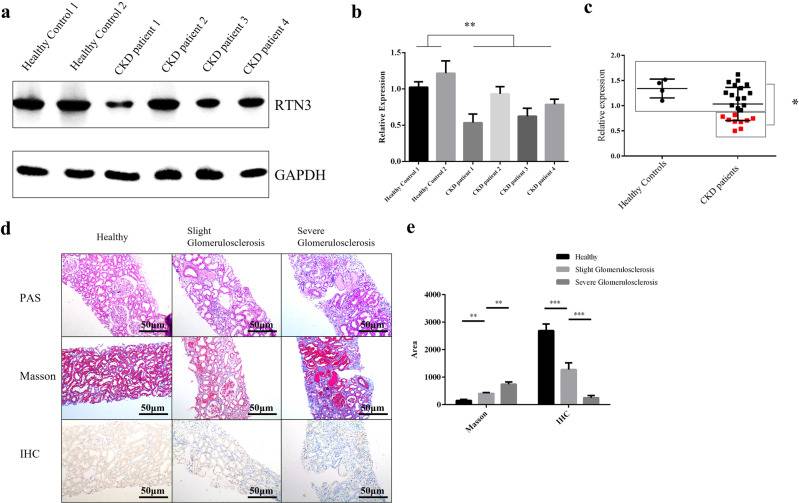 a
Healthy Control 1
Healthy Control 2
CKD patient 1
CKD patient 2
CKD patient 3
CKD patient 4
RTN3
GAPDH
b
**
Relative Expression
1.5
1.0
0.5
0.0
Healthy Control 1
Healthy Control 2
CKD patient 1
CKD patient 2
CKD patient 3
CKD patient 4
c
Relative expression
2.0
1.5
1.0
0.5
0.0
*
Healthy Controls
CKD patients
d
Healthy
Slight
Glomerulosclerosis
Severe
Glomerulosclerosis
PAS
50μm
50μm
50μm
Masson
50μm
50μm
50μm
IHC
50μm
50μm
50μm
e
Healthy
Slight Glomerulosclerosis
Severe Glomerulosclerosis
Area
4000
3000
2000
1000
0
**
**
***
***
Masson
IHC